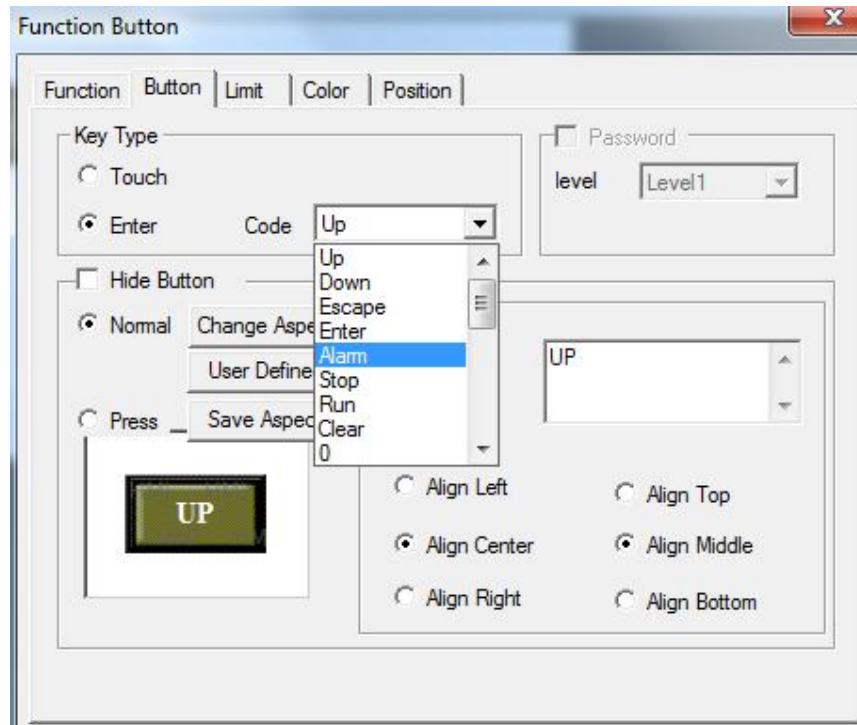 Function Button
Function Button Limit Color Position
Key Type
Password
Touch
level Level1
Enter Code Up
Up
Down
Escape
Enter
Alarm
Stop
Run
Clear
0
Hide Button
Normal Change Aspe
User Define
Press Save Aspec
UP
UP
Align Left Align Top
Align Center Align Middle
Align Right Align Bottom